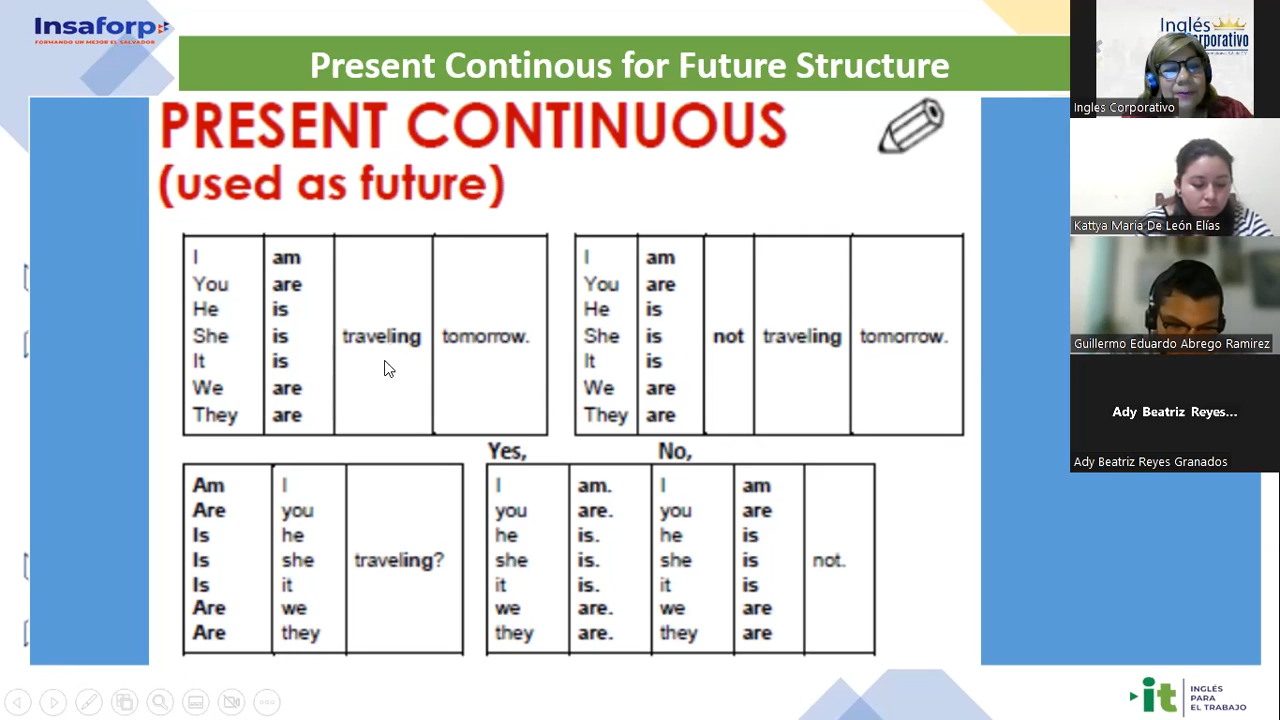 Insaforp
FORMANDO UN MEJOR EL SALVADOR
Present Continous for Future Structure
PRESENT CONTINUOUS
(used as future)
I am
You are
He is
She is traveling tomorrow.
It is
We are
They are
I am
You are
He is
She is not traveling tomorrow.
It is
We are
They are
Am I
Are you
Is he
Is she traveling?
Is it
Are we
Are they
Yes, No,
I am. I am
you are. you are
he is. he is
she is. she is not.
it is. it is
we are. we are
they are. they are
Inglés
Ingles Corporativo
Kattya Maria De León Elías
Guillermo Eduardo Abrego Ramirez
Ady Beatriz Reyes...
Ady Beatriz Reyes Granados
it INGLÉS
PARA
EL TRABAJO